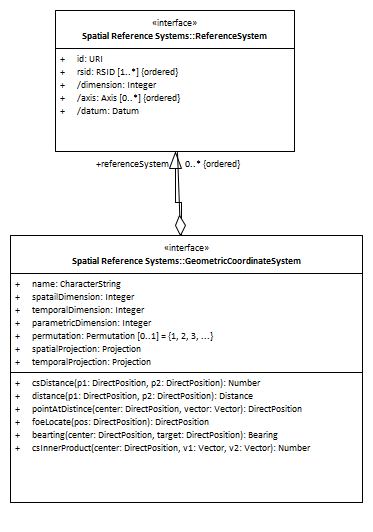 «interface»
Spatial Reference Systems::ReferenceSystem
+ id: URI
+ rsid: RSID [1..*] {ordered}
+ /dimension: Integer
+ /axis: Axis [0..*] {ordered}
+ /datum: Datum
+referenceSystem 0..* {ordered}
«interface»
Spatial Reference Systems::GeometricCoordinateSystem
+ name: CharacterString
+ spatailDimension: Integer
+ temporalDimension: Integer
+ parametricDimension: Integer
+ permutation: Permutation [0..1] = {1, 2, 3, ...}
+ spatialProjection: Projection
+ temporalProjection: Projection
+ csDistance(p1: DirectPosition, p2: DirectPosition): Number
+ distance(p1: DirectPosition, p2: DirectPosition): Distance
+ pointAtDistince(center: DirectPosition, vector: Vector): DirectPosition
+ foeLocate(pos: DirectPosition): DirectPosition
+ bearting(center: DirectPosition, target: DirectPosition): Bearing
+ csInnerProduct(center: DirectPosition, v1: Vector, v2: Vector): Number